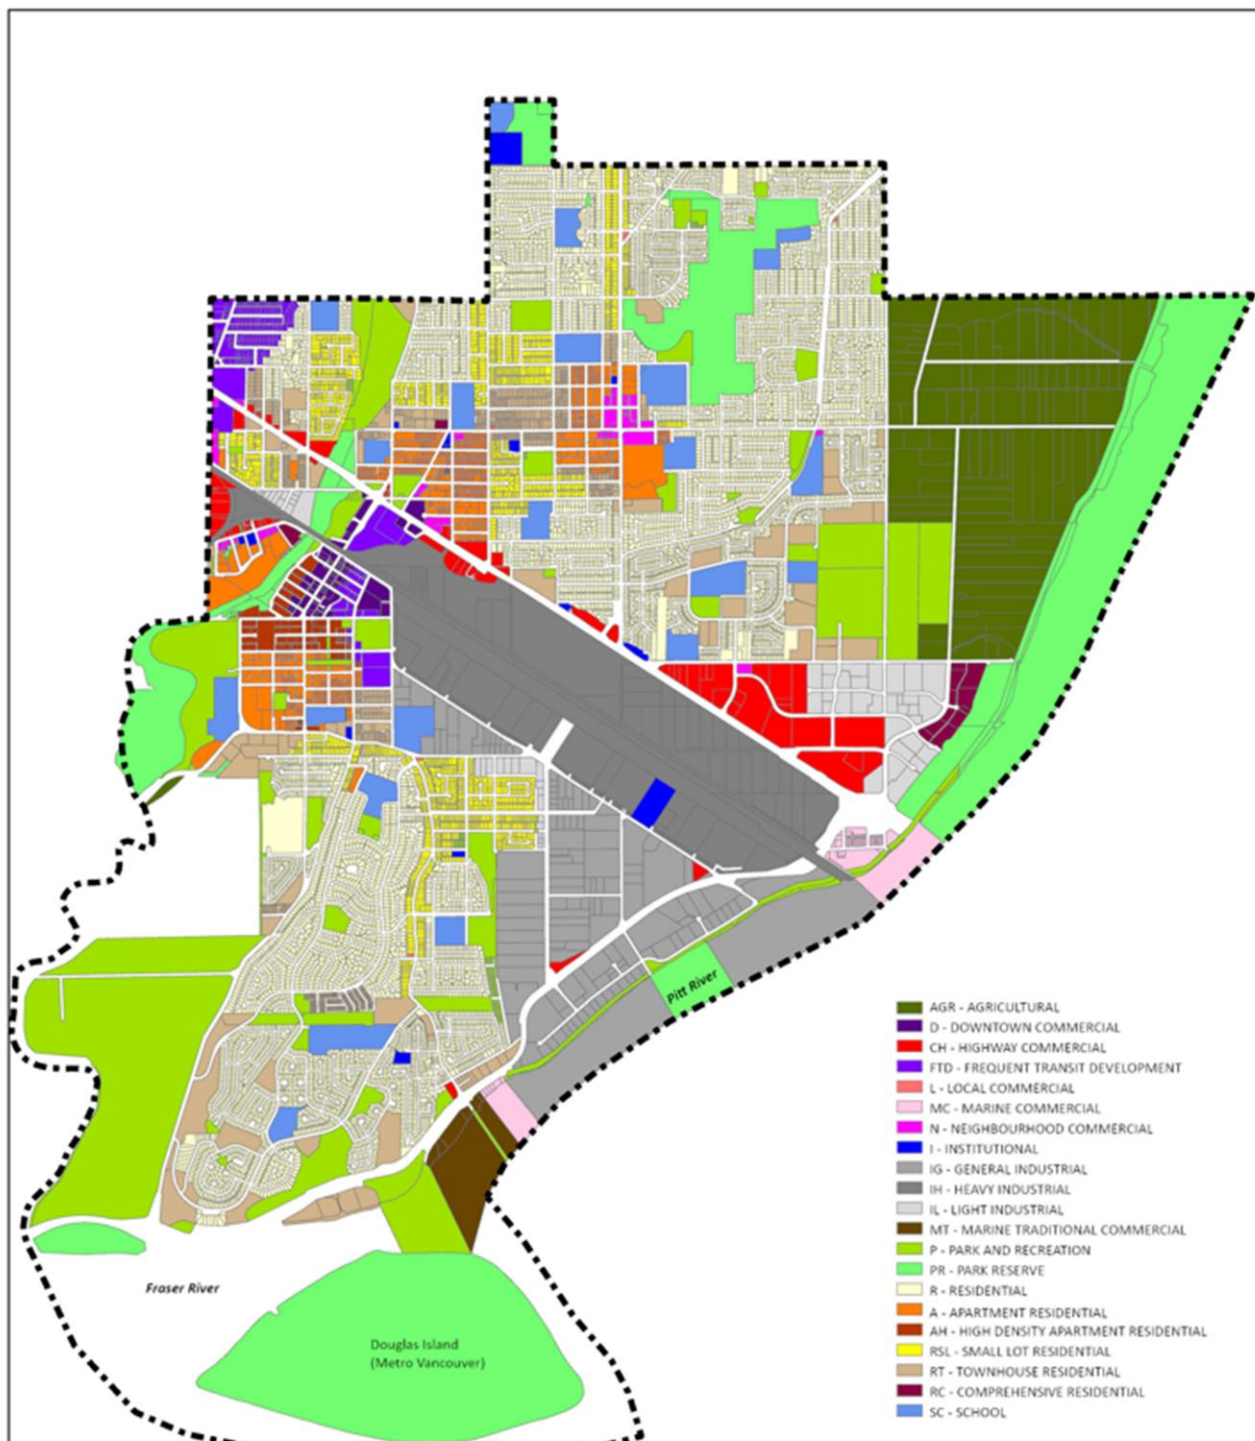 Pitt River
Fraser River
Douglas Island
(Metro Vancouver)
AGR - AGRICULTURAL
D - DOWNTOWN COMMERCIAL
CH - HIGHWAY COMMERCIAL
FTD - FREQUENT TRANSIT DEVELOPMENT
L - LOCAL COMMERCIAL
MC - MARINE COMMERCIAL
N - NEIGHBOURHOOD COMMERCIAL
I - INSTITUTIONAL
IG - GENERAL INDUSTRIAL
IH - HEAVY INDUSTRIAL
IL - LIGHT INDUSTRIAL
MT - MARINE TRADITIONAL COMMERCIAL
P - PARK AND RECREATION
PR - PARK RESERVE
R - RESIDENTIAL
A - APARTMENT RESIDENTIAL
AH - HIGH DENSITY APARTMENT RESIDENTIAL
RSL - SMALL LOT RESIDENTIAL
RT - TOWNHOUSE RESIDENTIAL
RC - COMPREHENSIVE RESIDENTIAL
SC - SCHOOL